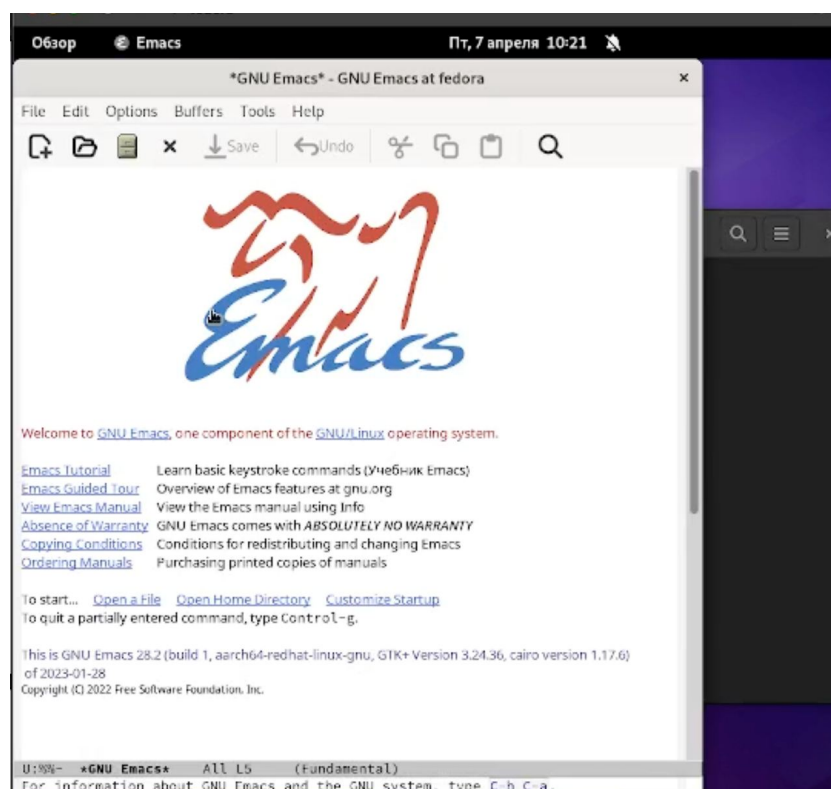 Обзор Emacs Пт, 7 апреля 10:21
*GNU Emacs* - GNU Emacs at fedora
File Edit Options Buffers Tools Help
Save Undo
Emacs
Welcome to GNU Emacs, one component of the GNU/Linux operating system.
Emacs Tutorial Learn basic keystroke commands (Учебник Emacs)
Emacs Guided Tour Overview of Emacs features at gnu.org
View Emacs Manual View the Emacs manual using Info
Absence of Warranty GNU Emacs comes with ABSOLUTELY NO WARRANTY
Copying Conditions Conditions for redistributing and changing Emacs
Ordering Manuals Purchasing printed copies of manuals
To start... Open a File Open Home Directory Customize Startup
To quit a partially entered command, type Control-g.
This is GNU Emacs 28.2 (build 1, aarch64-redhat-linux-gnu, GTK+ Version 3.24.36, cairo version 1.17.6)
of 2023-01-28
Copyright (C) 2022 Free Software Foundation, Inc.
U:%%- *GNU Emacs* All L5 (Fundamental)
For information about GNU Emacs and the GNU system, type C-h C-a.